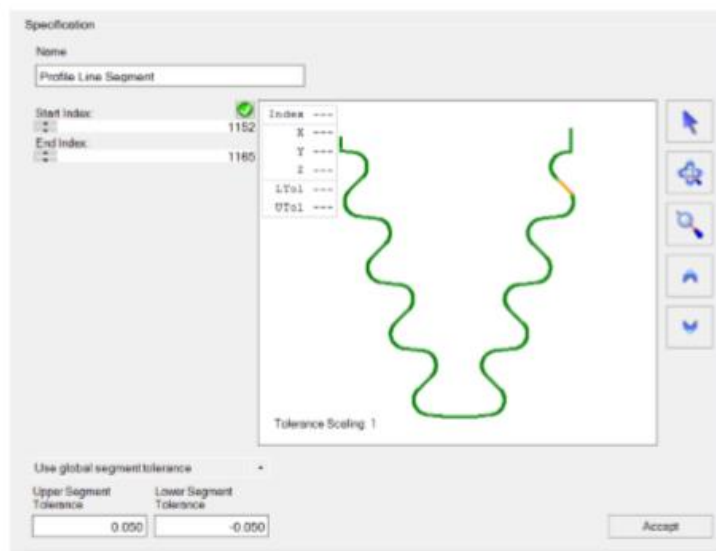 Specification
Name
Profile Line Segment
Start Index:
1152
End Index:
1165
Index ---
X ---
Y ---
Z ---
LTol ---
UTol ---
Tolerance Scaling: 1
Use global segment tolerance
Upper Segment Tolerance
Lower Segment Tolerance
0.050
-0.050
Accept